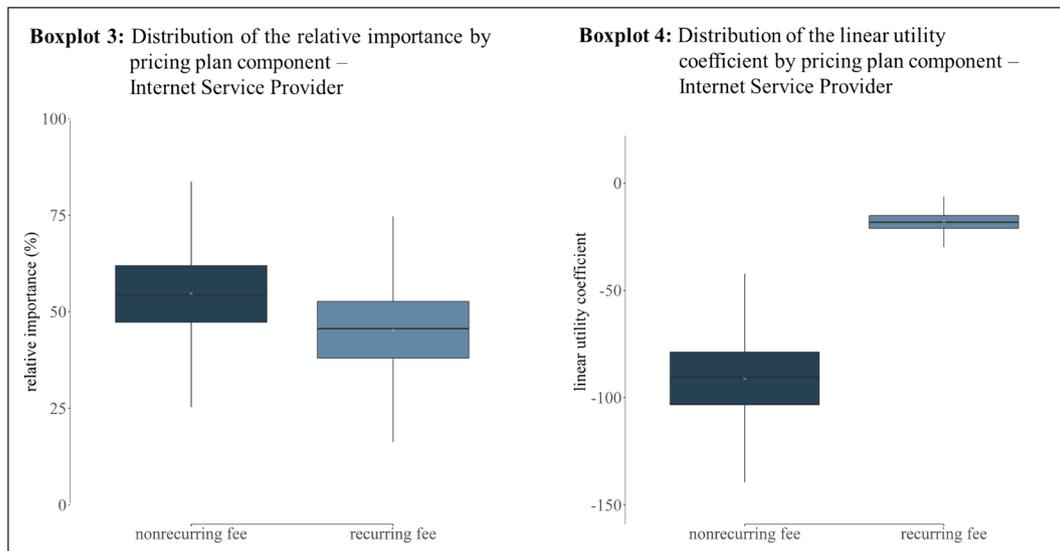 Boxplot 3: Distribution of the relative importance by
pricing plan component –
Internet Service Provider
100
75
50
25
0
relative importance (%)
nonrecurring fee
recurring fee
Boxplot 4: Distribution of the linear utility
coefficient by pricing plan component –
Internet Service Provider
0
-50
-100
-150
linear utility coefficient
nonrecurring fee
recurring fee